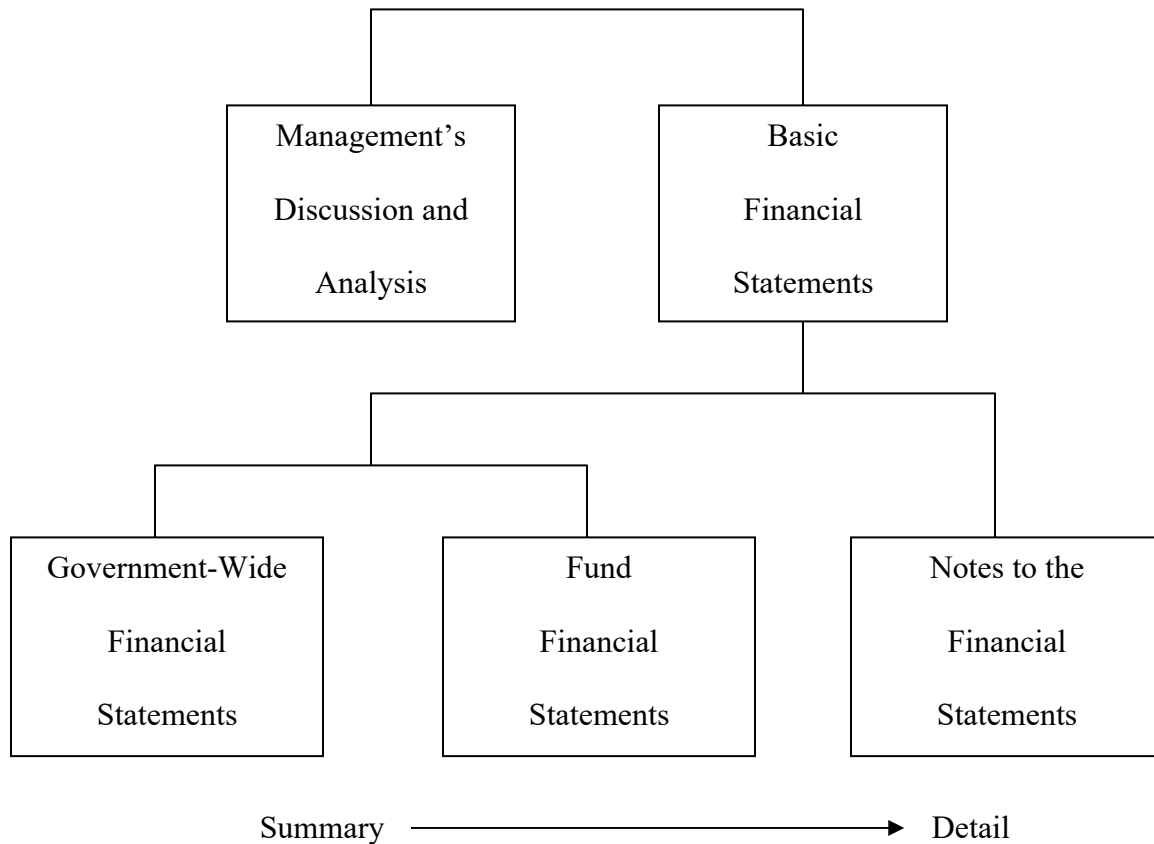 Management’s
Discussion and
Analysis
Basic
Financial
Statements
Government-Wide
Financial
Statements
Fund
Financial
Statements
Notes to the
Financial
Statements
Summary
Detail